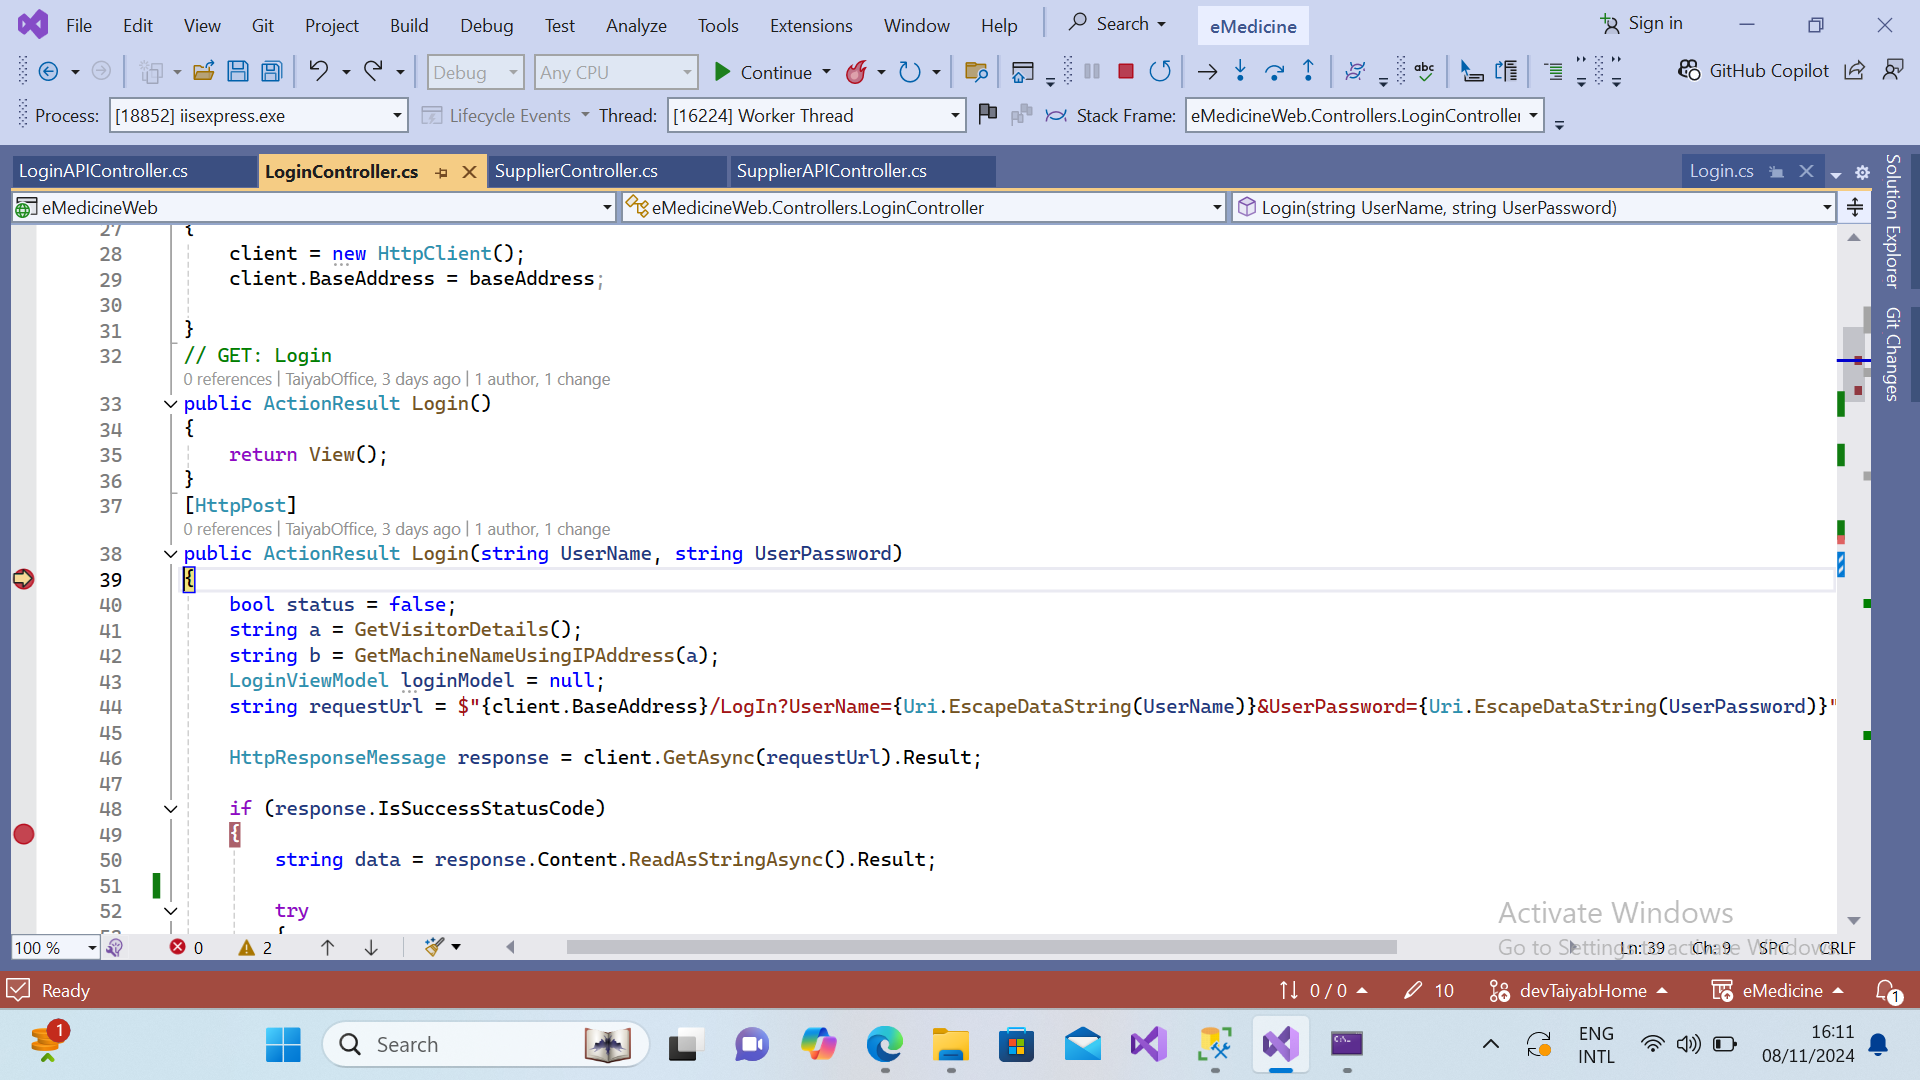 File Edit View Git Project Build Debug Test Analyze Tools Extensions Window Help Search eMedicine Sign in
Debug Any CPU Continue abc GitHub Copilot
Process: [18852] iisexpress.exe Lifecycle Events Thread: [16224] Worker Thread Stack Frame: eMedicineWeb.Controllers.LoginController
LoginAPIController.cs LoginController.cs SupplierController.cs SupplierAPIController.cs Login.cs
eMedicineWeb eMedicineWeb.Controllers.LoginController Login(string UserName, string UserPassword)
Solution Explorer
Git Changes
27 {
28 client = new HttpClient();
29 client.BaseAddress = baseAddress;
30
31 }
32 // GET: Login
0 references | TaiyabOffice, 3 days ago | 1 author, 1 change
33 public ActionResult Login()
34 {
35 return View();
36 }
37 [HttpPost]
0 references | TaiyabOffice, 3 days ago | 1 author, 1 change
38 public ActionResult Login(string UserName, string UserPassword)
39 {
40 bool status = false;
41 string a = GetVisitorDetails();
42 string b = GetMachineNameUsingIPAddress(a);
43 LoginViewModel loginModel = null;
44 string requestUrl = $"{client.BaseAddress}/LogIn?UserName={Uri.EscapeDataString(UserName)}&UserPassword={Uri.EscapeDataString(UserPassword)}"
45
46 HttpResponseMessage response = client.GetAsync(requestUrl).Result;
47
48 if (response.IsSuccessStatusCode)
49 {
50 string data = response.Content.ReadAsStringAsync().Result;
51
52 try
53 {
Activate Windows
Go to Settings to activate Windows.
100 % 0 2 Ln: 39 Ch: 9 SPC CRLF
Ready 0 / 0 10 devTaiyabHome eMedicine 1
1 Search ENG 16:11
INTL 08/11/2024